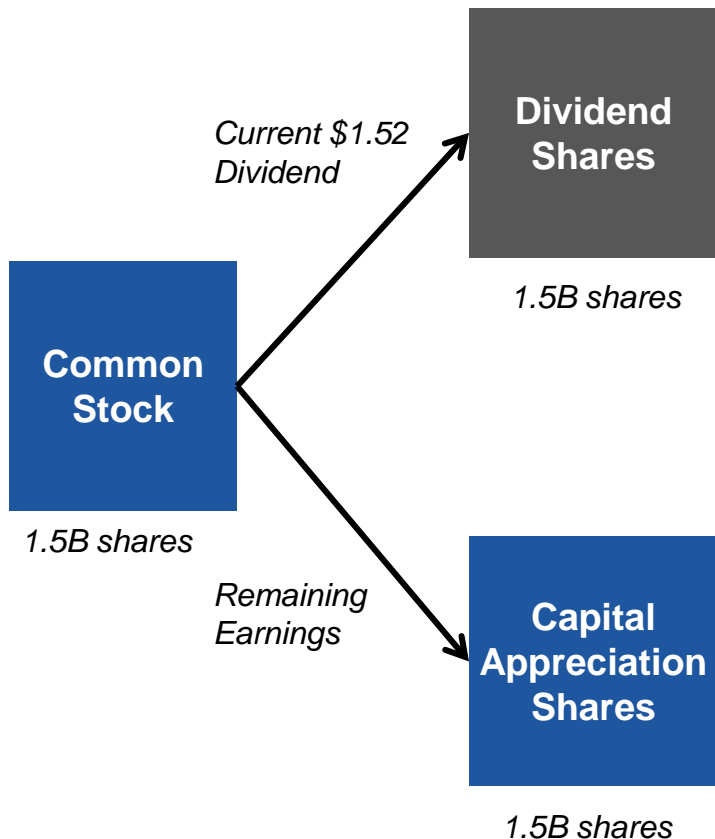 Dividend
Shares
Current $1.52
Dividend
1.5B shares
Common
Stock
1.5B shares
Remaining
Earnings
Capital
Appreciation
Shares
1.5B shares